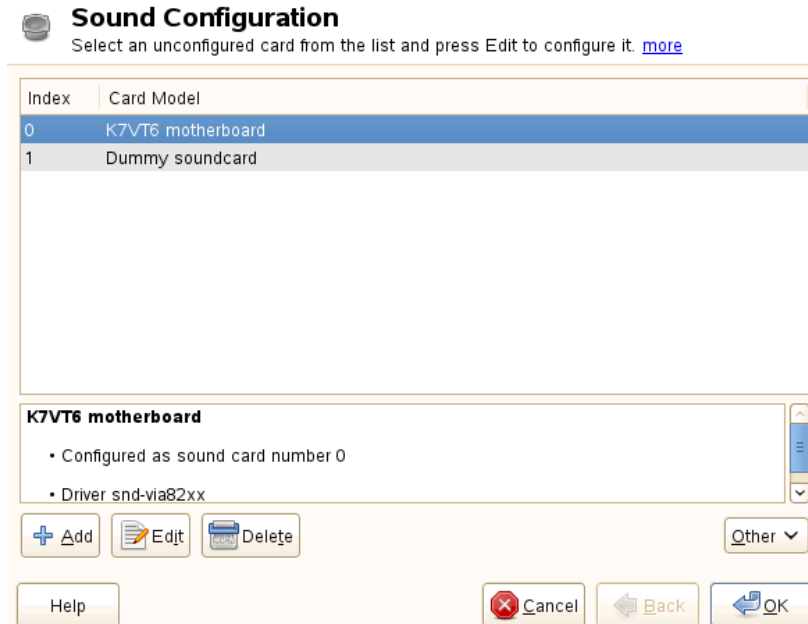 Sound Configuration
Select an unconfigured card from the list and press Edit to configure it. more
Index Card Model
0 K7VT6 motherboard
1 Dummy soundcard
K7VT6 motherboard
• Configured as sound card number 0
• Driver snd-via82xx
Add Edit Delete Other
Help Cancel Back OK